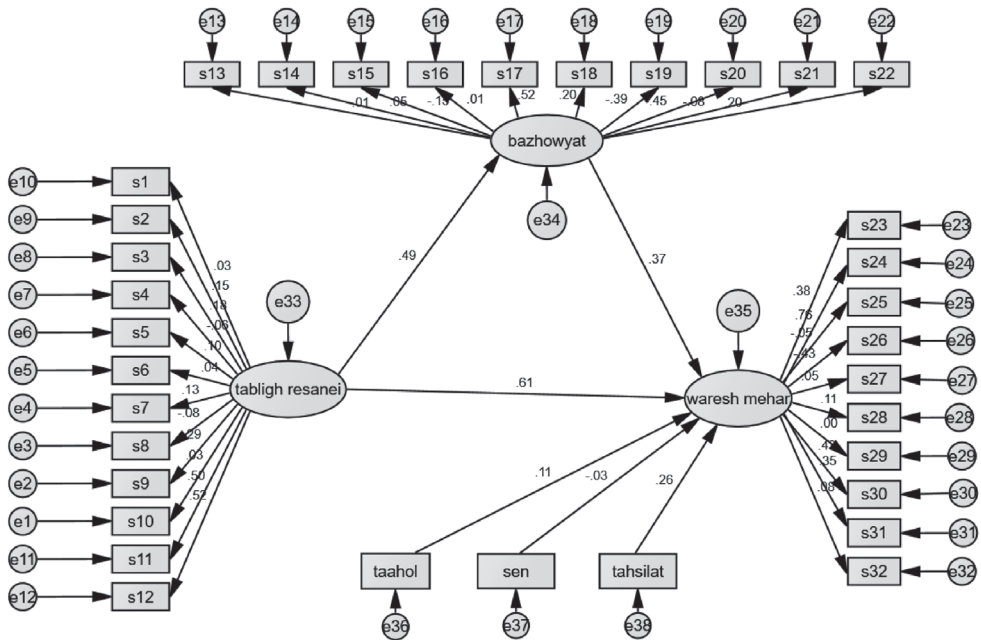 e13 e14 e15 e16 e17 e18 e19 e20 e21 e22
s13 s14 s15 s16 s17 s18 s19 s20 s21 s22
.01 .05 -.18 .01 .52 .20 -.39 .45 -.08 .20
bazhowyat
e34
e10 s1
e9 s2
e8 s3
e7 s4
e6 s5
e5 s6
e4 s7
e3 s8
e2 s9
e1 s10
e11 s11
e12 s12
.03
.15
.18
-.06
.10
.04
.13
-.08
.29
.03
.50
.52
e33
tabligh resanei
.49
.37
.61
e35
waresh mehar
.38
.76
-.05
-.43
.05
.11
.00
.42
.35
.08
s23 e23
s24 e24
s25 e25
s26 e26
s27 e27
s28 e28
s29 e29
s30 e30
s31 e31
s32 e32
.11 -.03 .26
taahol sen tahsilat
e36 e37 e38